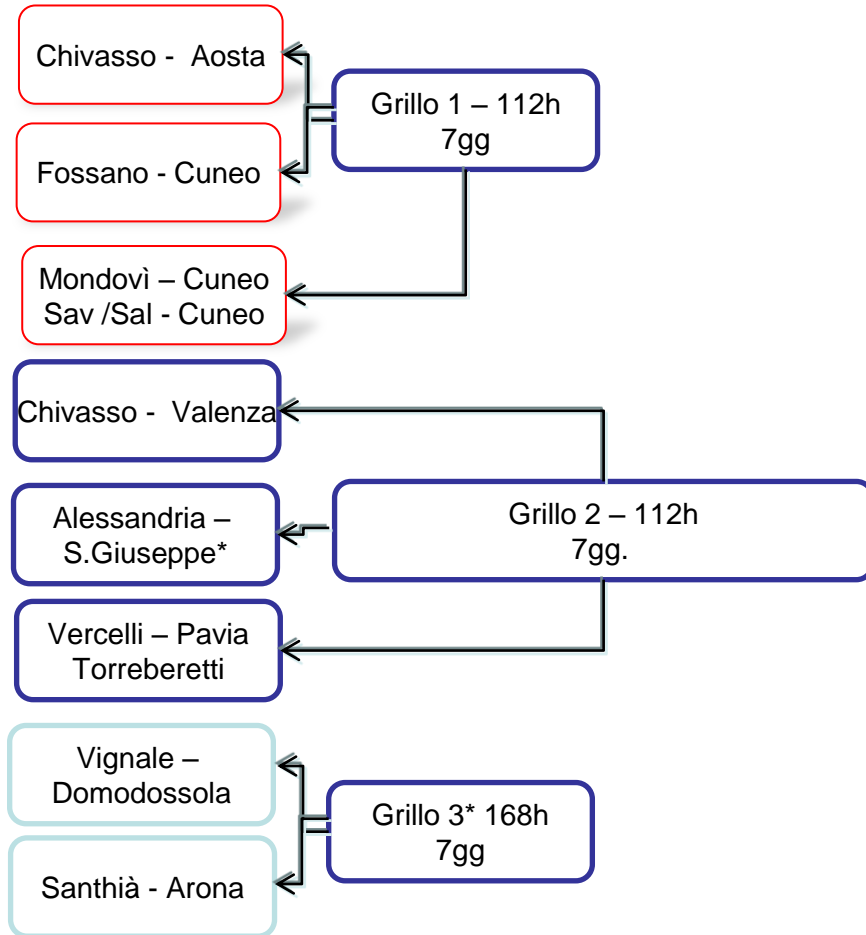 Chivasso - Aosta
Grillo 1 – 112h
7gg
Fossano - Cuneo
Mondovì – Cuneo
Sav /Sal - Cuneo
Chivasso - Valenza
Alessandria –
S.Giuseppe*
Grillo 2 – 112h
7gg.
Vercelli – Pavia
Torreberetti
Vignale –
Domodossola
Grillo 3* 168h
7gg
Santhià - Arona